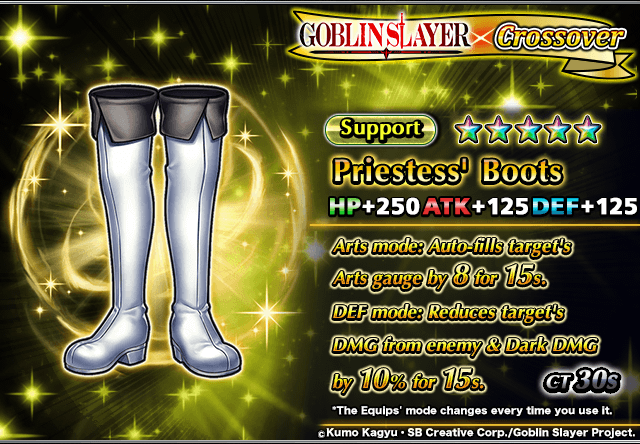 GOBLIN SLAYER × Crossover
Support
Priestess' Boots
HP+250 ATK+125 DEF+125
Arts mode: Auto-fills target's
Arts gauge by 8 for 15s.
DEF mode: Reduces target's
DMG from enemy & Dark DMG
by 10% for 15s. CT 30s
*The Equips' mode changes every time you use it.
©Kumo Kagyu • SB Creative Corp./Goblin Slayer Project.